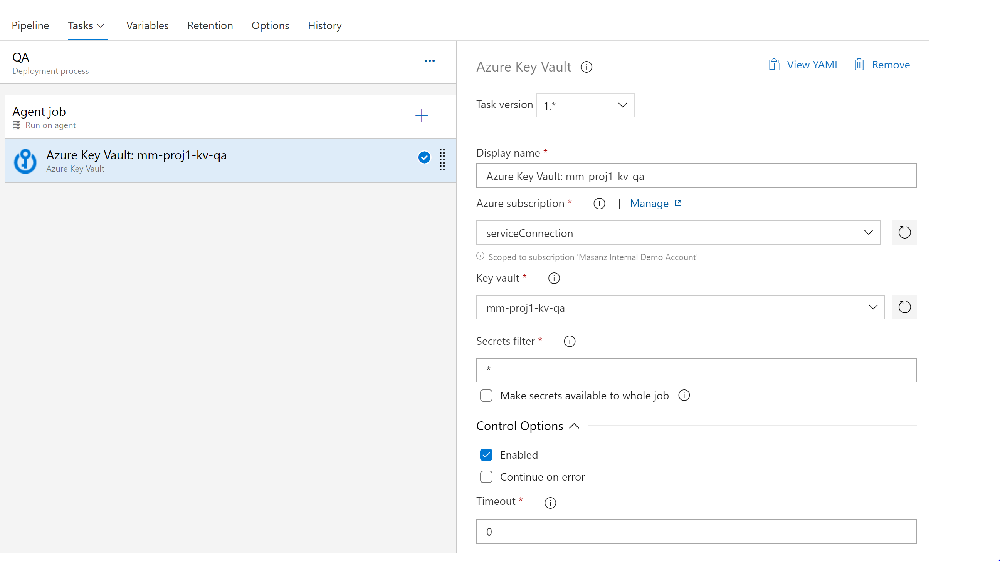 Pipeline Tasks Variables Retention Options History
QA
Deployment process
Agent job
Run on agent
Azure Key Vault: mm-proj1-kv-qa
Azure Key Vault
Azure Key Vault
View YAML Remove
Task version 1.*
Display name *
Azure Key Vault: mm-proj1-kv-qa
Azure subscription * | Manage
serviceConnection
Scoped to subscription 'Masanz Internal Demo Account'
Key vault *
mm-proj1-kv-qa
Secrets filter *
*
Make secrets available to whole job
Control Options
Enabled
Continue on error
Timeout *
0